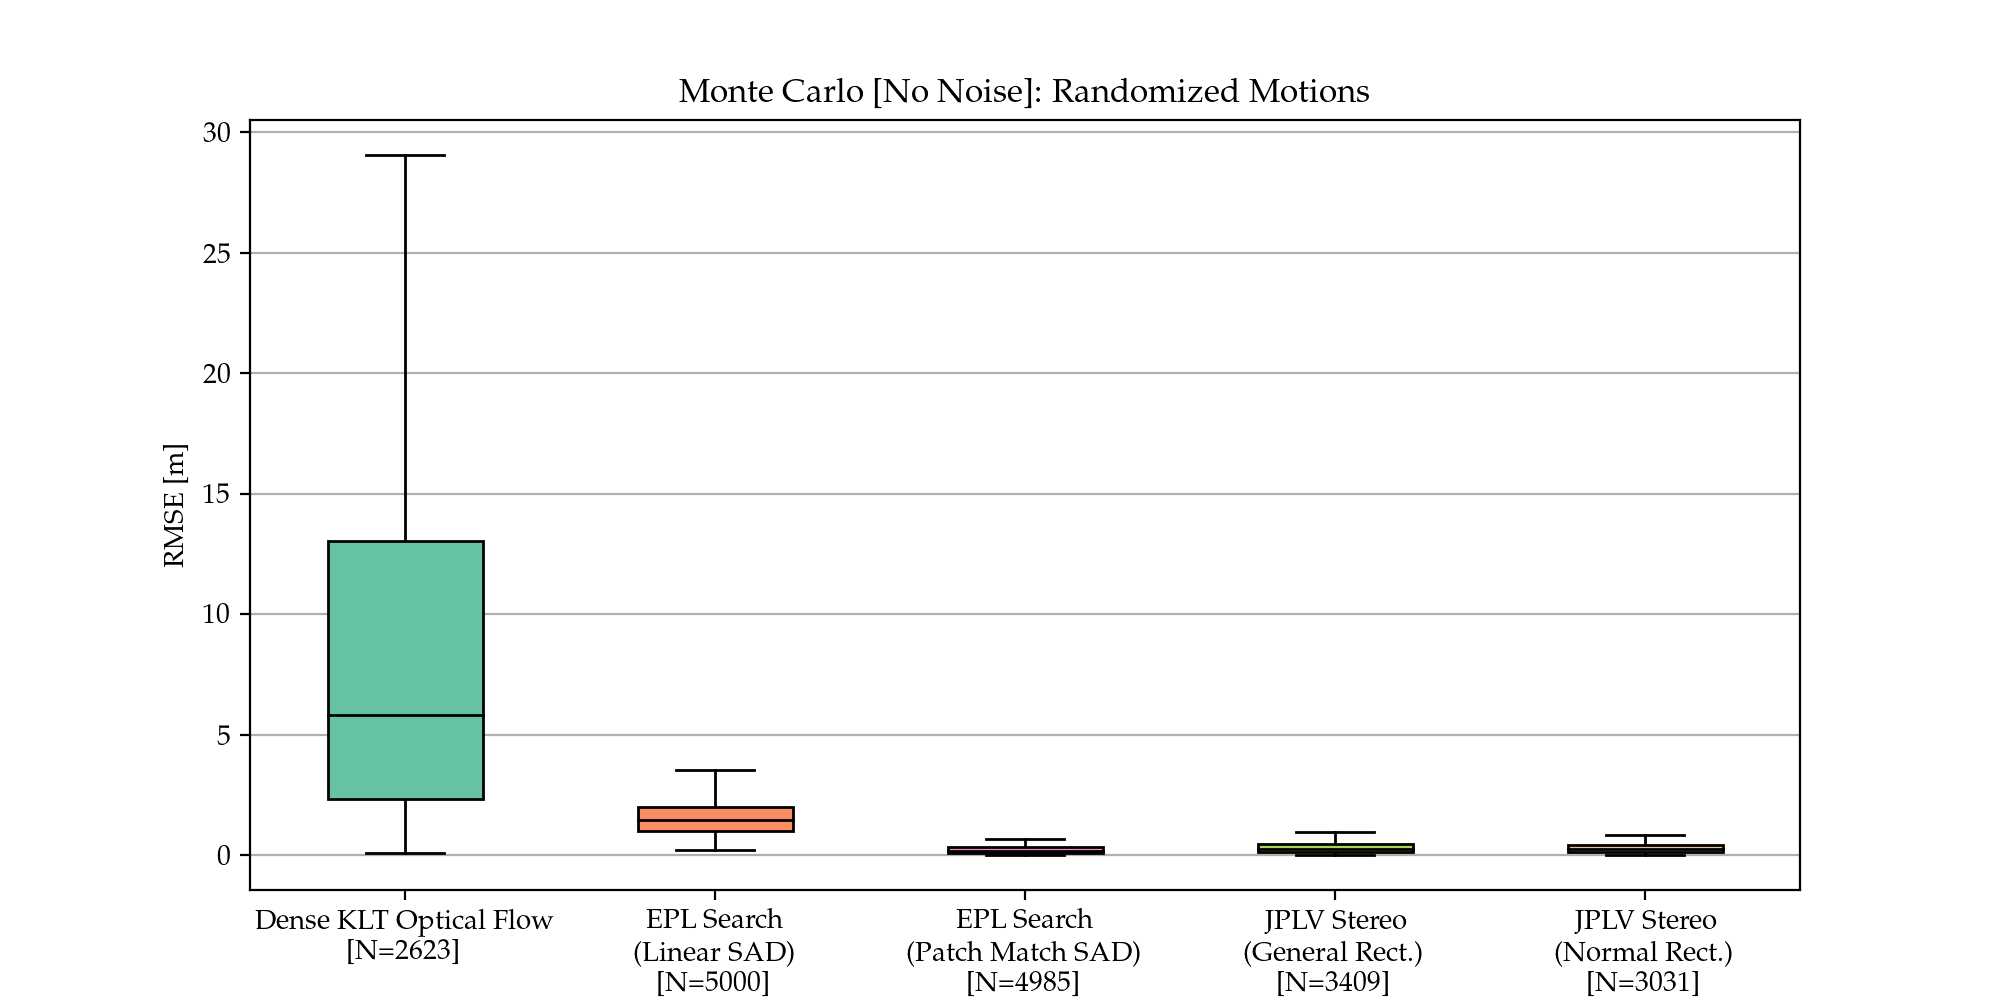 Monte Carlo [No Noise]: Randomized Motions
RMSE [m]
30
25
20
15
10
5
0
Dense KLT Optical Flow
[N=2623]
EPL Search
(Linear SAD)
[N=5000]
EPL Search
(Patch Match SAD)
[N=4985]
JPLV Stereo
(General Rect.)
[N=3409]
JPLV Stereo
(Normal Rect.)
[N=3031]